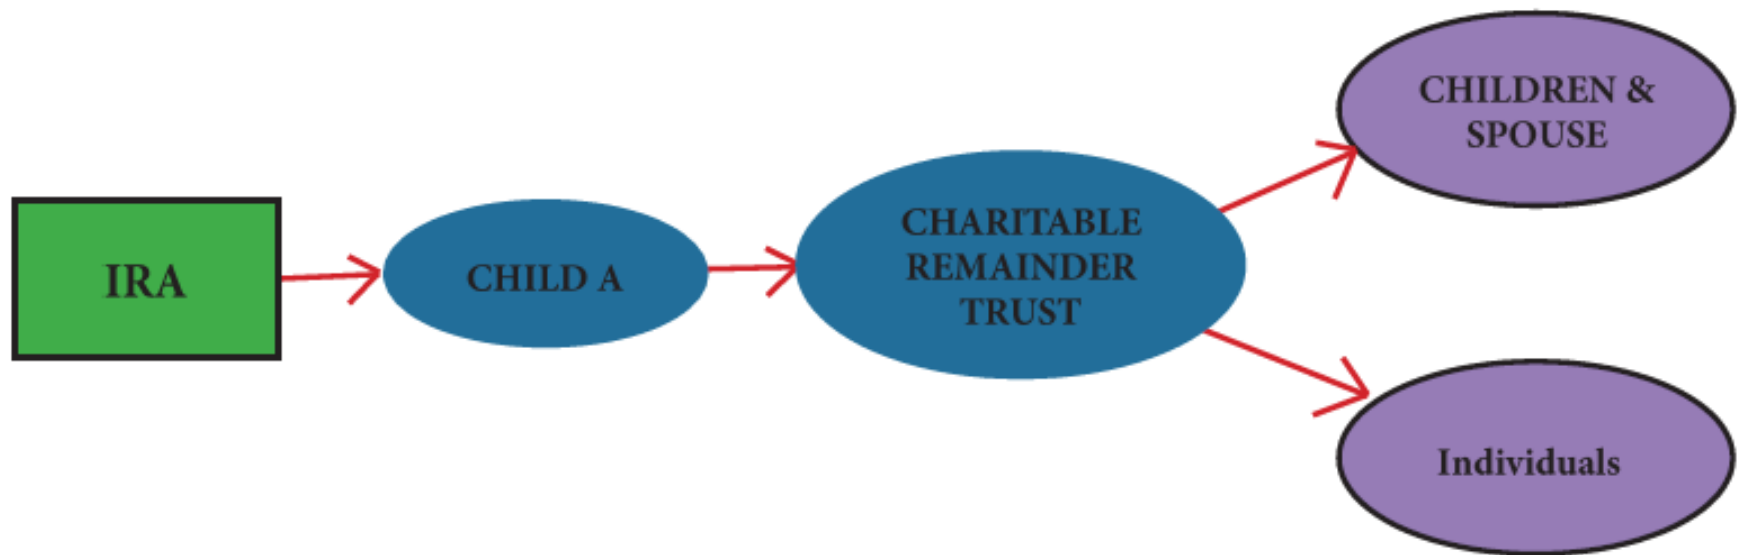 IRA
CHILD A
CHARITABLE
REMAINDER
TRUST
CHILDREN &
SPOUSE
Individuals